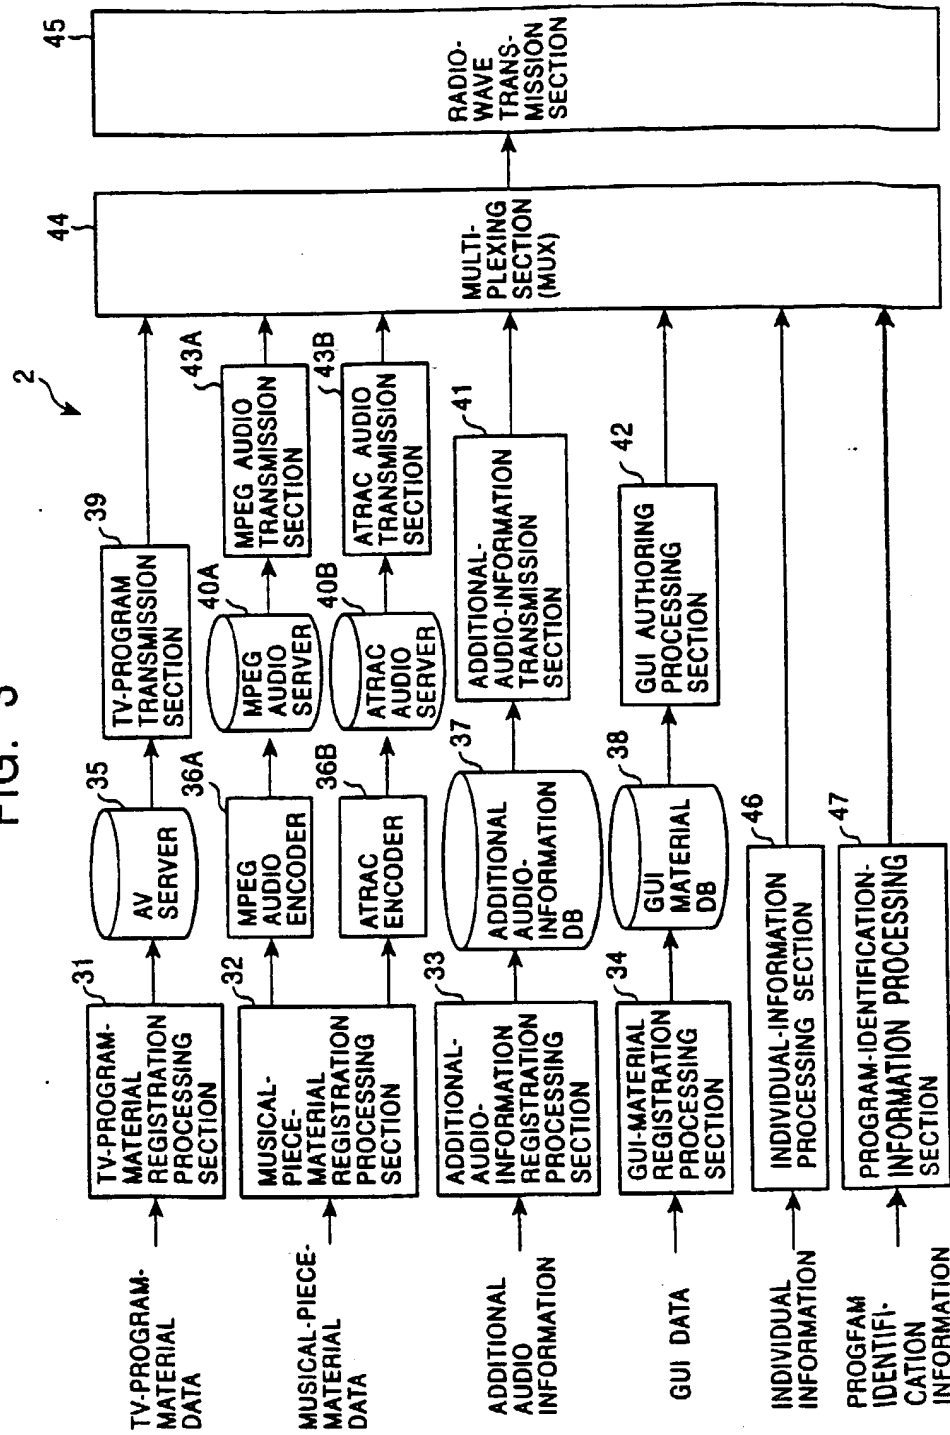 FIG. 3
2
TV-PROGRAM-
MATERIAL
DATA
31
TV-PROGRAM-
MATERIAL
REGISTRATION
PROCESSING
SECTION
35
AV
SERVER
39
TV-PROGRAM
TRANSMISSION
SECTION
MUSICAL-PIECE-
MATERIAL
DATA
32
MUSICAL-
PIECE-
MATERIAL
REGISTRATION
PROCESSING
SECTION
36A
MPEG
AUDIO
ENCODER
40A
MPEG
AUDIO
SERVER
43A
MPEG AUDIO
TRANSMISSION
SECTION
36B
ATRAC
ENCODER
40B
ATRAC
AUDIO
SERVER
43B
ATRAC AUDIO
TRANSMISSION
SECTION
ADDITIONAL
AUDIO
INFORMATION
33
ADDITIONAL-
AUDIO-
INFORMATION
REGISTRATION
PROCESSING
SECTION
37
ADDITIONAL
AUDIO-
INFORMATION
DB
41
ADDITIONAL-
AUDIO-INFORMATION
TRANSMISSION
SECTION
GUI DATA
34
GUI-MATERIAL
REGISTRATION
PROCESSING
SECTION
38
GUI
MATERIAL
DB
42
GUI AUTHORING
PROCESSING
SECTION
INDIVIDUAL
INFORMATION
46
INDIVIDUAL-INFORMATION
PROCESSING SECTION
PROGFAM
IDENTIFI-
CATION
INFORMATION
47
PROGRAM-IDENTIFICATION-
INFORMATION PROCESSING
SECTION
44
MULTI-
PLEXING
SECTION
(MUX)
45
RADIO-
WAVE
TRANS-
MISSION
SECTION